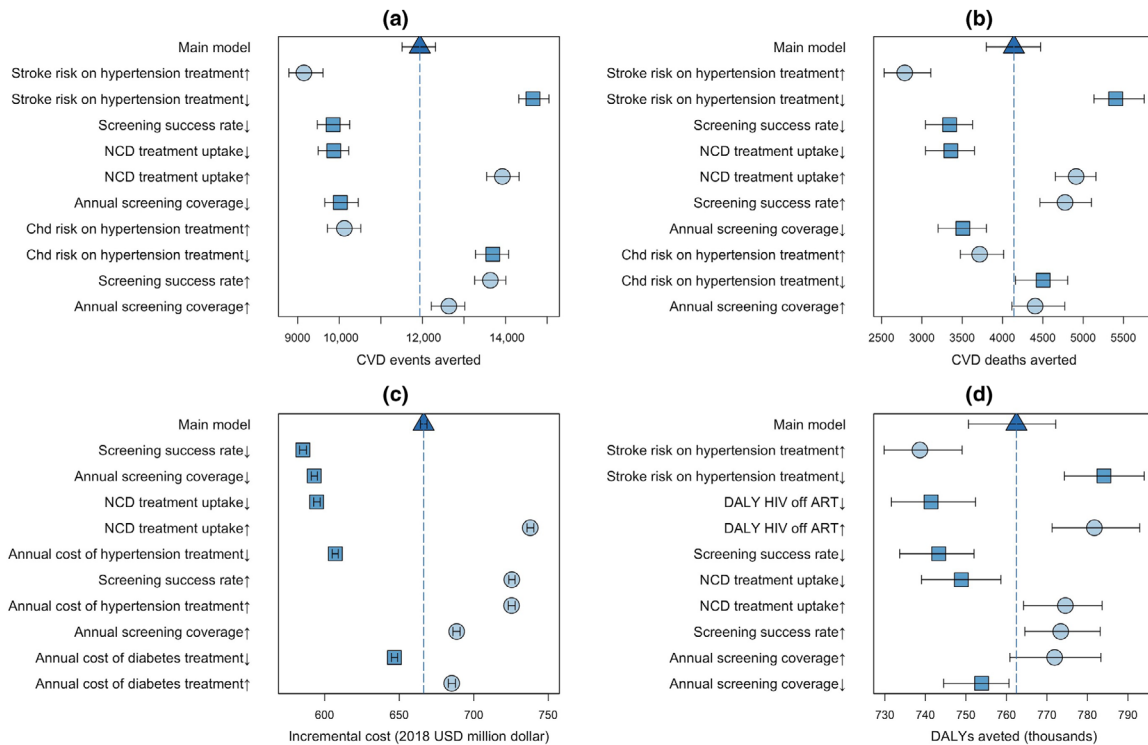 (a)
Main model
Stroke risk on hypertension treatment↑
Stroke risk on hypertension treatment↓
Screening success rate↓
NCD treatment uptake↓
NCD treatment uptake↑
Annual screening coverage↓
Chd risk on hypertension treatment↑
Chd risk on hypertension treatment↓
Screening success rate↑
Annual screening coverage↑
9000 10,000 12,000 14,000
CVD events averted
(b)
Main model
Stroke risk on hypertension treatment↑
Stroke risk on hypertension treatment↓
Screening success rate↓
NCD treatment uptake↓
NCD treatment uptake↑
Screening success rate↑
Annual screening coverage↓
Chd risk on hypertension treatment↑
Chd risk on hypertension treatment↓
Annual screening coverage↑
2500 3000 3500 4000 4500 5000 5500
CVD deaths averted
(c)
Main model
Screening success rate↓
Annual screening coverage↓
NCD treatment uptake↓
NCD treatment uptake↑
Annual cost of hypertension treatment↓
Screening success rate↑
Annual cost of hypertension treatment↑
Annual screening coverage↑
Annual cost of diabetes treatment↓
Annual cost of diabetes treatment↑
600 650 700 750
Incremental cost (2018 USD million dollar)
(d)
Main model
Stroke risk on hypertension treatment↑
Stroke risk on hypertension treatment↓
DALY HIV off ART↓
DALY HIV off ART↑
Screening success rate↓
NCD treatment uptake↓
NCD treatment uptake↑
Screening success rate↑
Annual screening coverage↑
Annual screening coverage↓
730 740 750 760 770 780 790
DALYs aveted (thousands)